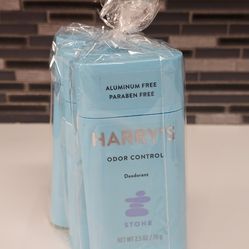 ALUMINUM FREE
PARABEN FREE
HARRY'S
ODOR CONTROL
Deodorant
STONE
NET WT 2.5 OZ / 70 g